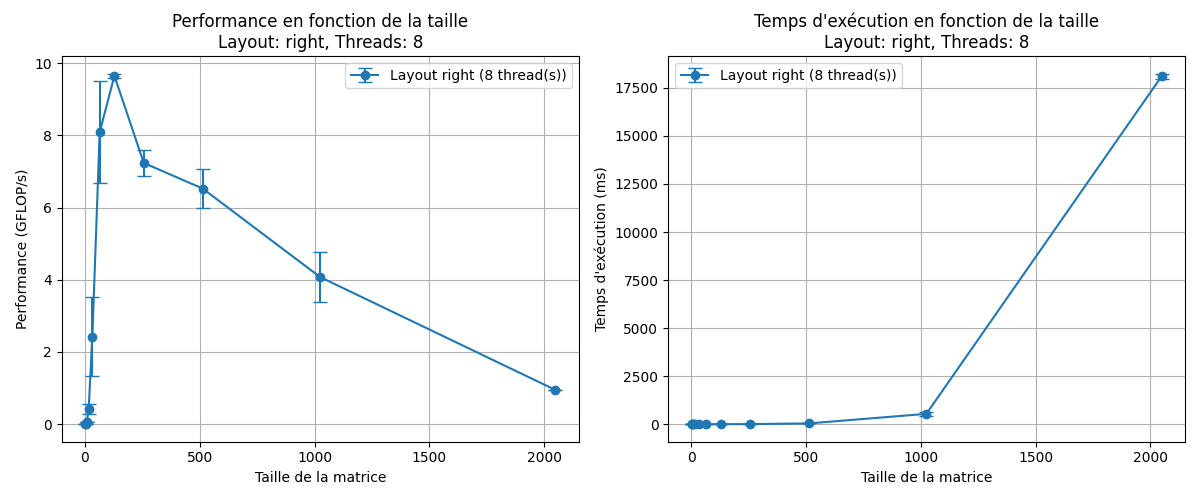 Performance en fonction de la taille
Layout: right, Threads: 8
Layout right (8 thread(s))
10
8
6
4
2
0
Performance (GFLOP/s)
0
500
1000
1500
2000
Taille de la matrice
Temps d'exécution en fonction de la taille
Layout: right, Threads: 8
Layout right (8 thread(s))
17500
15000
12500
10000
7500
5000
2500
0
Temps d'exécution (ms)
0
500
1000
1500
2000
Taille de la matrice